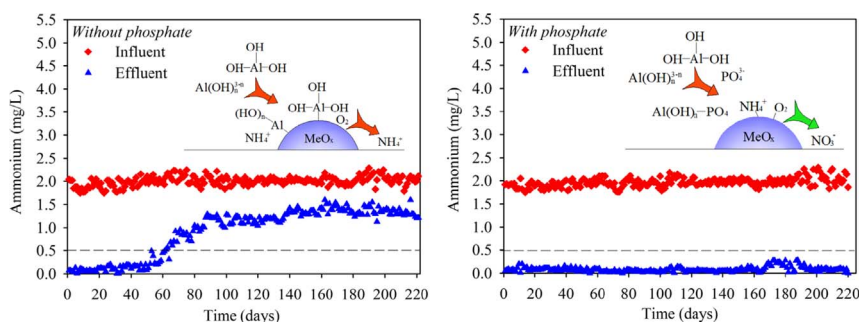 Without phosphate
Influent
Effluent
OH
OH-Al-OH
Al(OH)ₙ³⁻ⁿ
OH
OH-Al-OH
(HO)ₙ
Al
O₂
NH₄⁺
MeOₓ
NH₄⁺
Ammonium (mg/L)
5.5
5.0
4.5
4.0
3.5
3.0
2.5
2.0
1.5
1.0
0.5
0.0
0 20 40 60 80 100 120 140 160 180 200 220
Time (days)
With phosphate
Influent
Effluent
OH
OH-Al-OH
Al(OH)ₙ³⁻ⁿ PO₄³⁻
Al(OH)ₙ—PO₄
NH₄⁺ O₂
MeOₓ
NO₃⁻
Ammonium (mg/L)
5.5
5.0
4.5
4.0
3.5
3.0
2.5
2.0
1.5
1.0
0.5
0.0
0 20 40 60 80 100 120 140 160 180 200 220
Time (days)